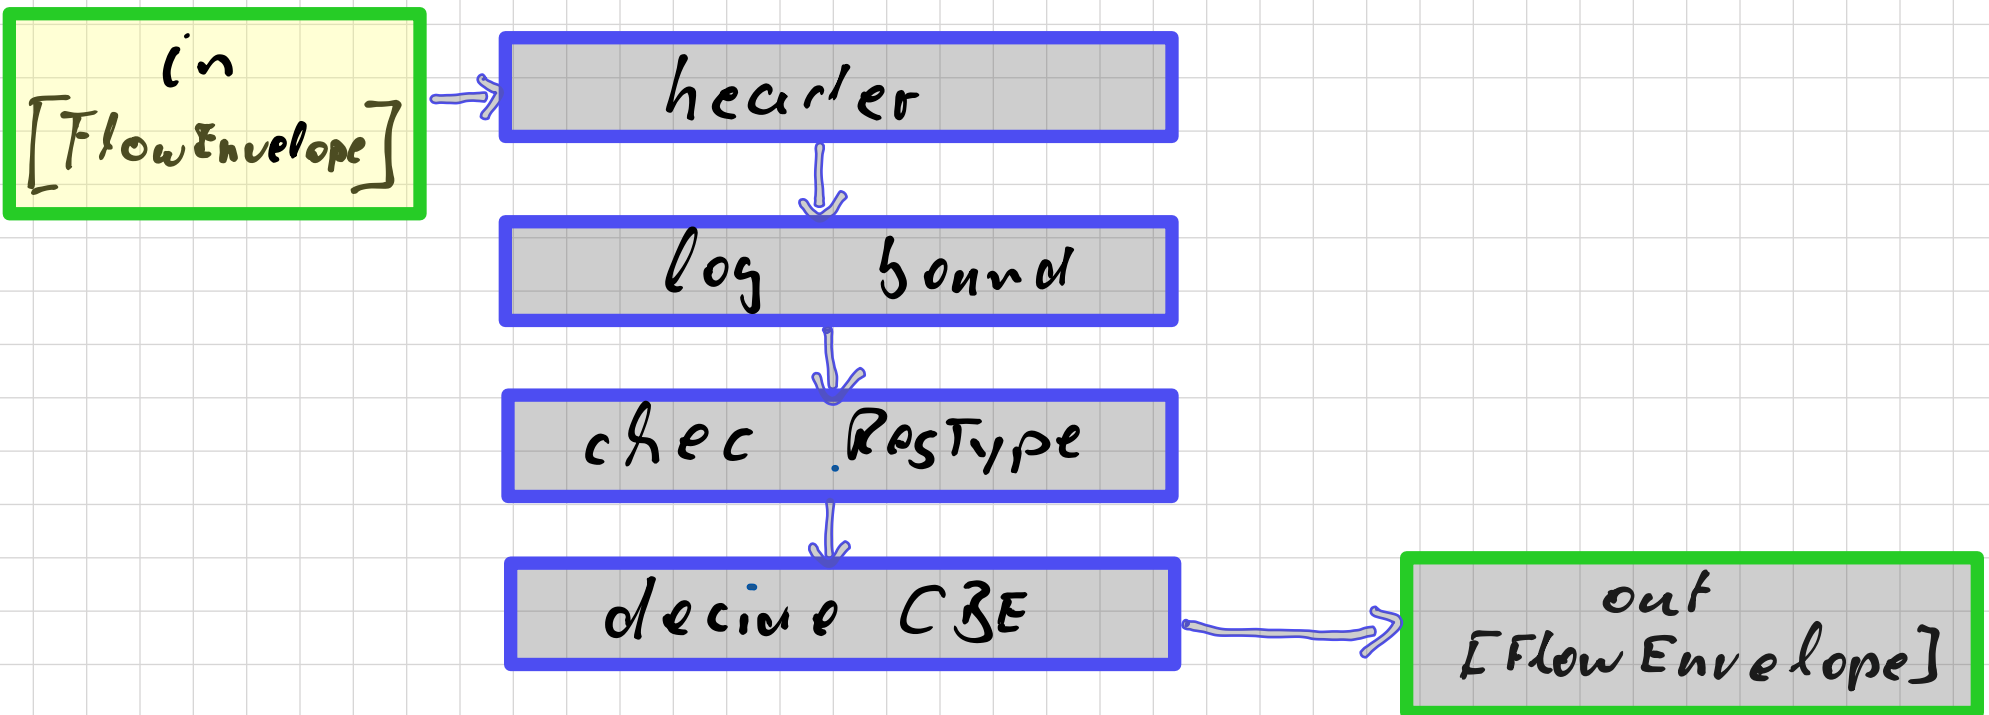 in
[FlowEnvelope]
header
log bound
chec ResType
decide CBE
out
[FlowEnvelope]